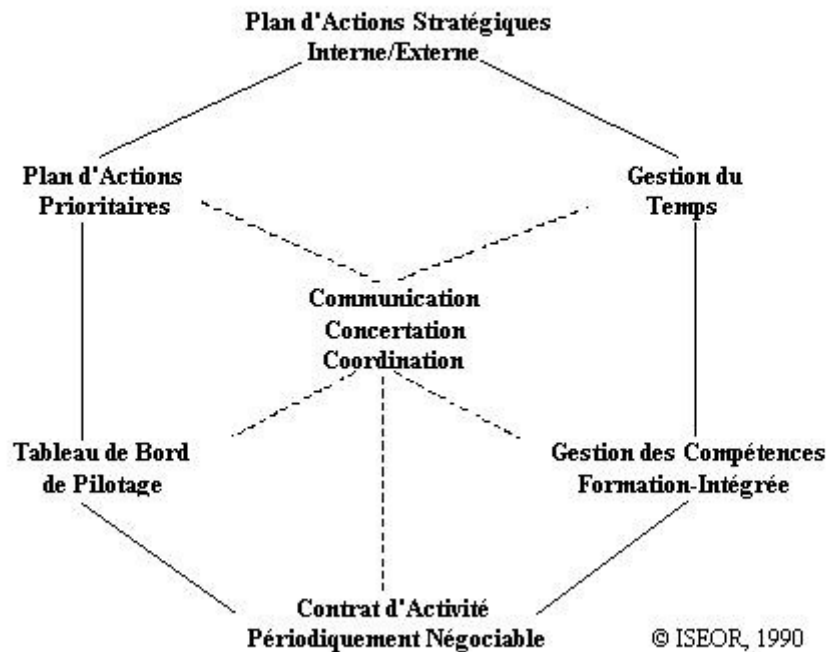 Plan d'Actions Stratégiques
Interne/Externe
Plan d'Actions
Prioritaires
Gestion du
Temps
Communication
Concertation
Coordination
Tableau de Bord
de Pilotage
Gestion des Compétences
Formation-Intégrée
Contrat d'Activité
Périodiquement Négociable
© ISEOR, 1990